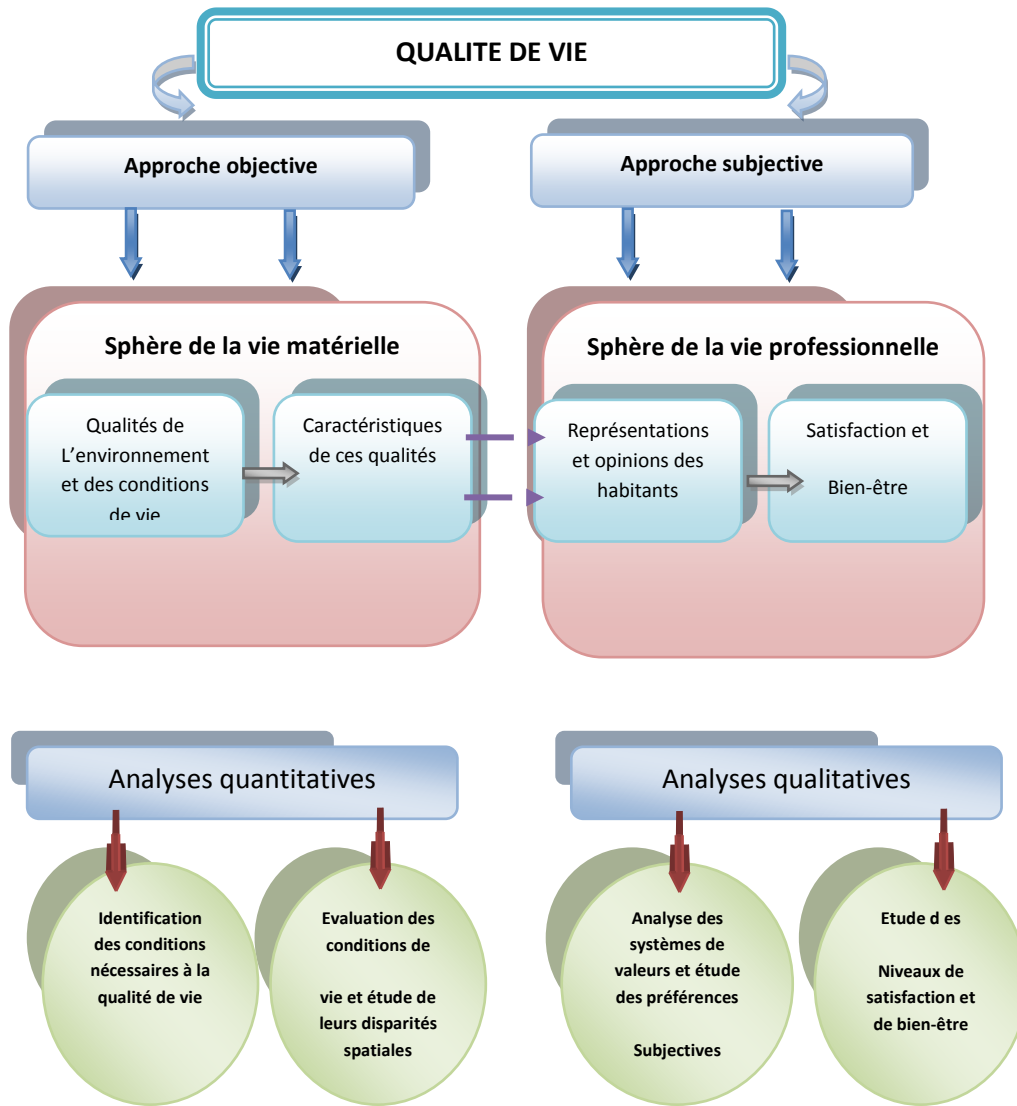 QUALITE DE VIE
Approche objective
Approche subjective
Sphère de la vie matérielle
Qualités de
L’environnement
et des conditions
de vie
Caractéristiques
de ces qualités
Sphère de la vie professionnelle
Représentations
et opinions des
habitants
Satisfaction et
Bien-être
Analyses quantitatives
Identification
des conditions
nécessaires à la
qualité de vie
Evaluation des
conditions de
vie et étude de
leurs disparités
spatiales
Analyses qualitatives
Analyse des
systèmes de
valeurs et étude
des préférences
Subjectives
Etude d es
Niveaux de
satisfaction et
de bien-être